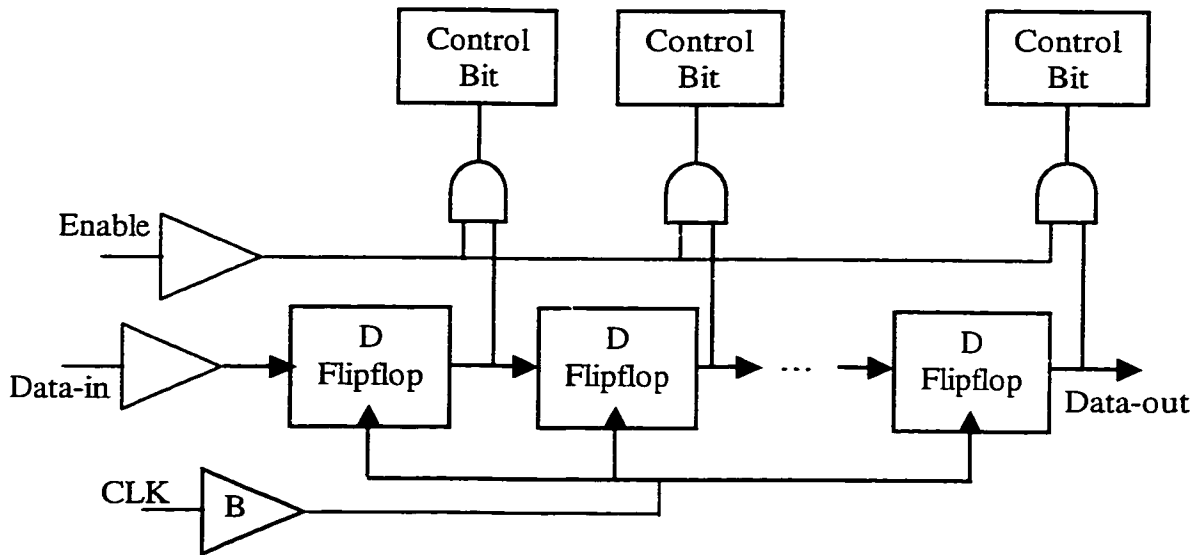 Control
Bit
Control
Bit
Control
Bit
Enable
D
Flipflop
D
Flipflop
...
D
Flipflop
Data-in
Data-out
CLK
B